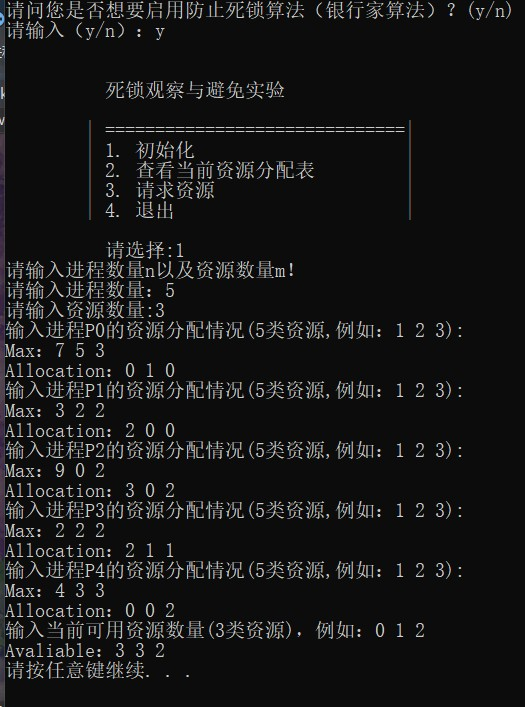 请问您是否想要启用防止死锁算法（银行家算法）？(y/n)
请输入（y/n）：y
死锁观察与避免实验
|==============================|
1. 初始化
2. 查看当前资源分配表
3. 请求资源
4. 退出
请选择:1
请输入进程数量n以及资源数量m!
请输入进程数量：5
请输入资源数量:3
输入进程P0的资源分配情况(5类资源,例如：1 2 3):
Max：7 5 3
Allocation：0 1 0
输入进程P1的资源分配情况(5类资源,例如：1 2 3):
Max：3 2 2
Allocation：2 0 0
输入进程P2的资源分配情况(5类资源,例如：1 2 3):
Max：9 0 2
Allocation：3 0 2
输入进程P3的资源分配情况(5类资源,例如：1 2 3):
Max：2 2 2
Allocation：2 1 1
输入进程P4的资源分配情况(5类资源,例如：1 2 3):
Max：4 3 3
Allocation：0 0 2
输入当前可用资源数量(3类资源)，例如：0 1 2
Avaliable：3 3 2
请按任意键继续. . .